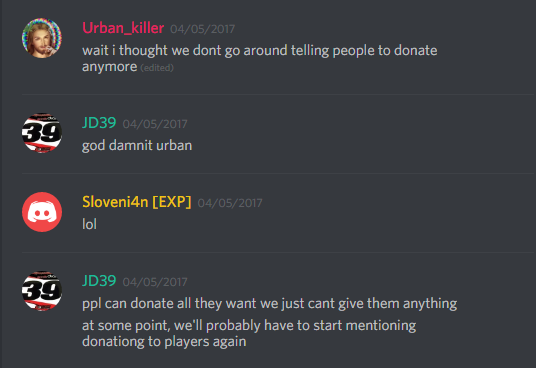 Urban_killer 04/05/2017
wait i thought we dont go around telling people to donate
anymore (edited)
39
JD39 04/05/2017
god damnit urban
Sloveni4n [EXP] 04/05/2017
lol
39
JD39 04/05/2017
ppl can donate all they want we just cant give them anything
at some point, we'll probably have to start mentioning
donationg to players again